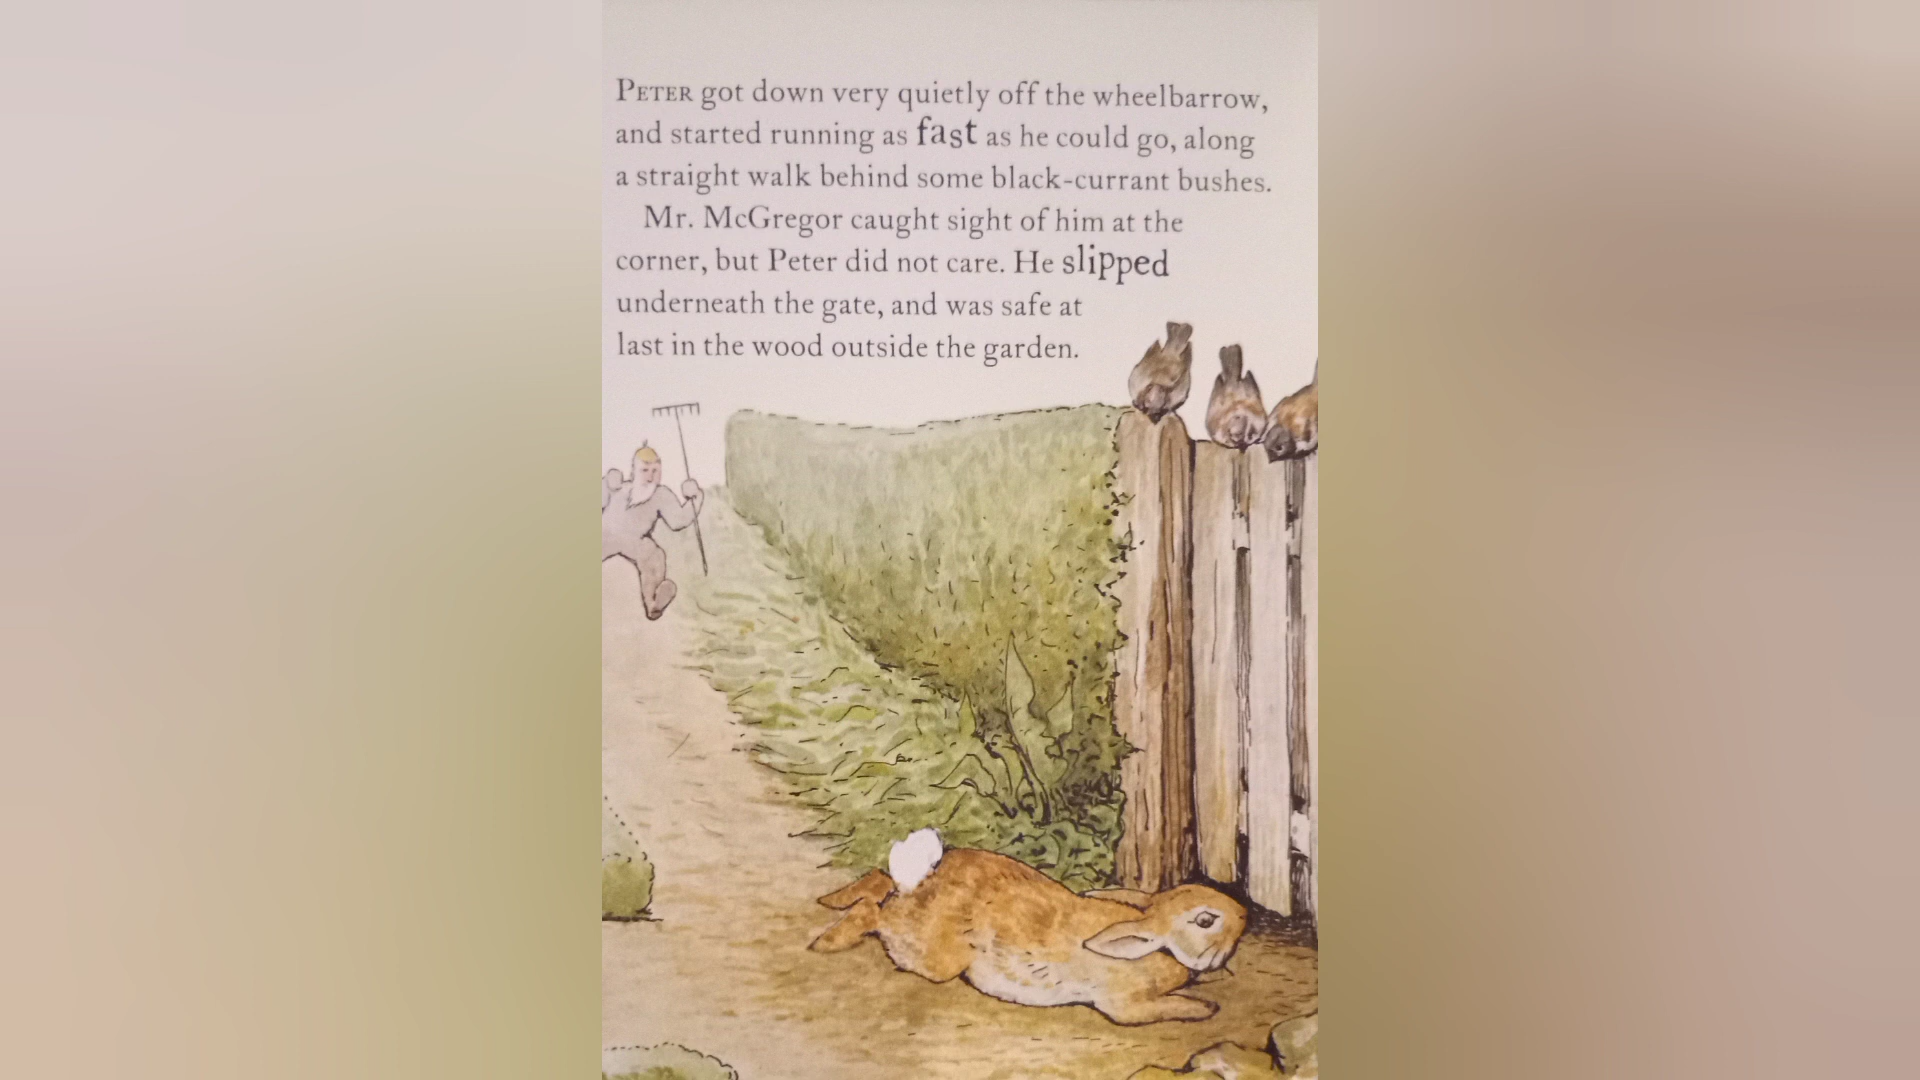 PETER got down very quietly off the wheelbarrow,
and started running as fast as he could go, along
a straight walk behind some black-currant bushes.
Mr. McGregor caught sight of him at the
corner, but Peter did not care. He slipped
underneath the gate, and was safe at
last in the wood outside the garden.